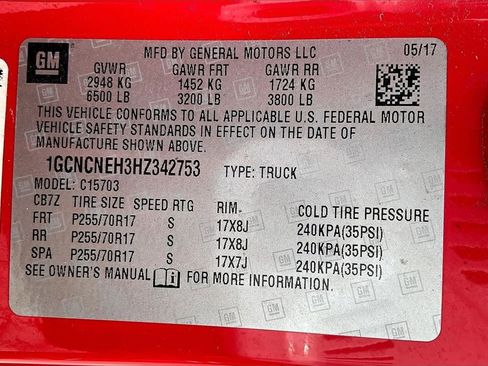 GM
MFD BY GENERAL MOTORS LLC 05/17
GVWR GAWR FRT GAWR RR
2948 KG 1452 KG 1724 KG
6500 LB 3200 LB 3800 LB
THIS VEHICLE CONFORMS TO ALL APPLICABLE U.S. FEDERAL MOTOR
VEHICLE SAFETY STANDARDS IN EFFECT ON THE DATE OF
MANUFACTURE SHOWN ABOVE.
1GCNCNEH3HZ342753 TYPE: TRUCK
MODEL: C15703
CB7Z TIRE SIZE SPEED RTG RIM- COLD TIRE PRESSURE
FRT P255/70R17 S 17X8J 240KPA(35PSI)
RR P255/70R17 S 17X8J 240KPA(35PSI)
SPA P255/70R17 S 17X7J 240KPA(35PSI)
SEE OWNER'S MANUAL FOR MORE INFORMATION.